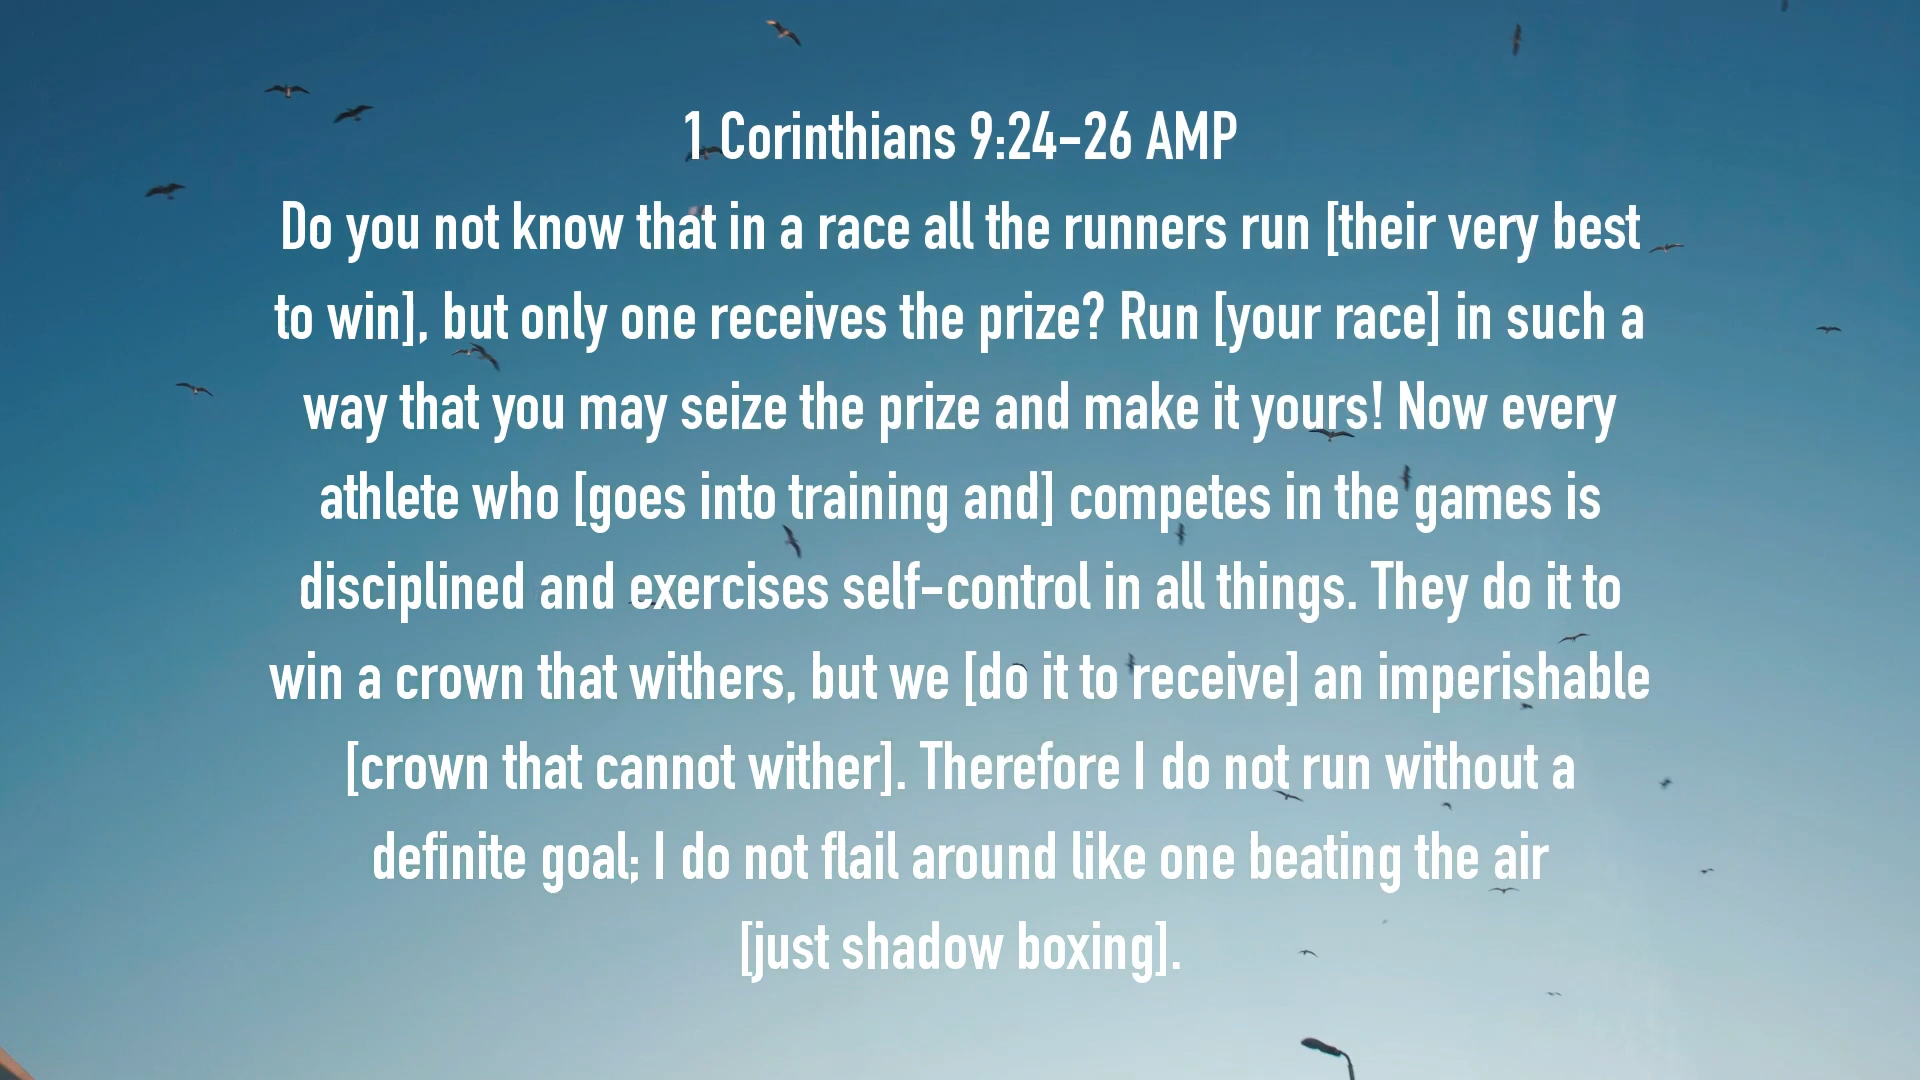 1 Corinthians 9:24-26 AMP
Do you not know that in a race all the runners run [their very best
to win], but only one receives the prize? Run [your race] in such a
way that you may seize the prize and make it yours! Now every
athlete who [goes into training and] competes in the games is
disciplined and exercises self-control in all things. They do it to
win a crown that withers, but we [do it to receive] an imperishable
[crown that cannot wither]. Therefore I do not run without a
definite goal; I do not flail around like one beating the air
[just shadow boxing].